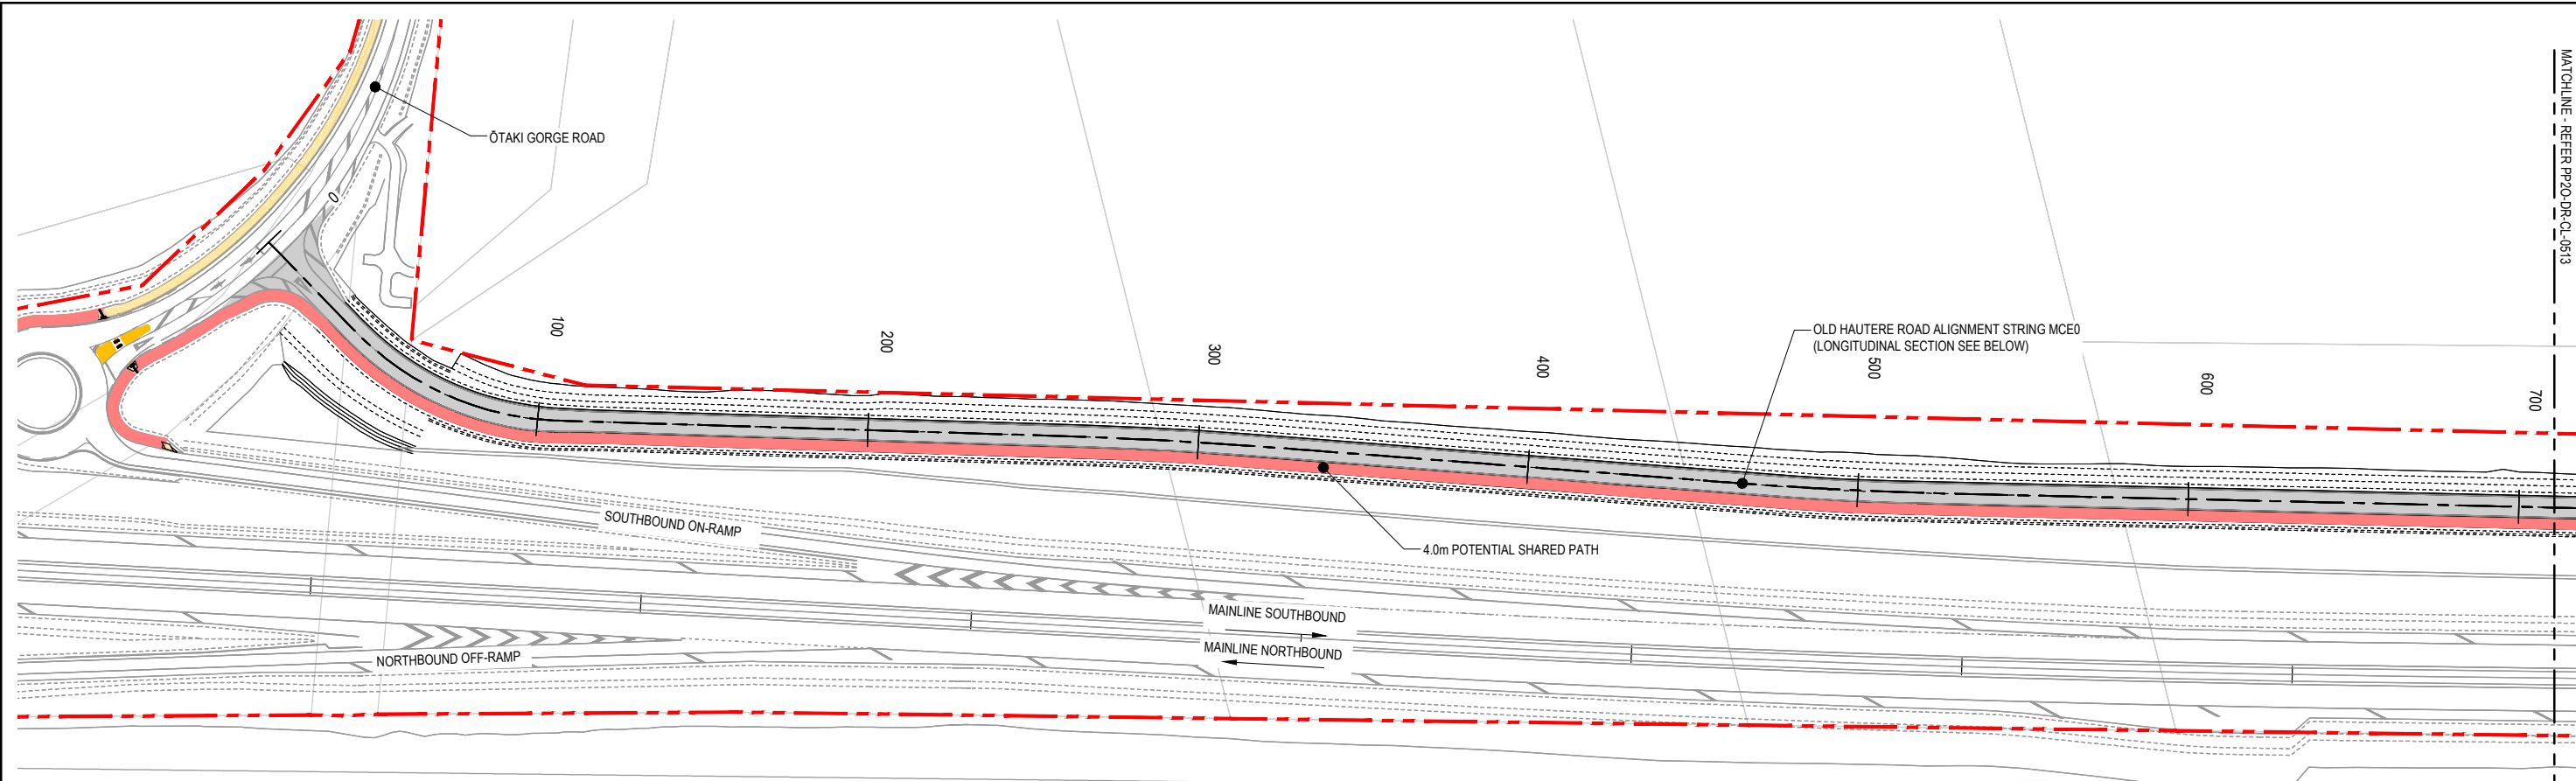 ŌTAKI GORGE ROAD
0
100
200
300
400
500
600
700
OLD HAUTERE ROAD ALIGNMENT STRING MCE0
(LONGITUDINAL SECTION SEE BELOW)
4.0m POTENTIAL SHARED PATH
SOUTHBOUND ON-RAMP
MAINLINE SOUTHBOUND
MAINLINE NORTHBOUND
NORTHBOUND OFF-RAMP
MATCHLINE - REFER PP2O-DR-CL-0513